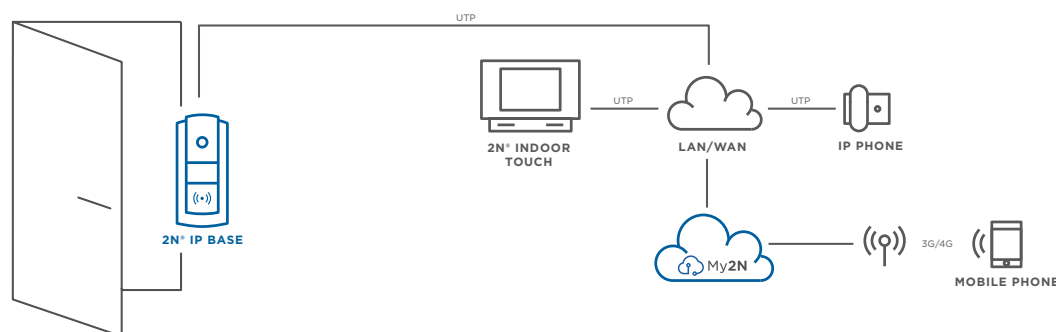 UTP
UTP
UTP
2N® INDOOR
TOUCH
LAN/WAN
IP PHONE
2N® IP BASE
My2N
3G/4G
MOBILE PHONE